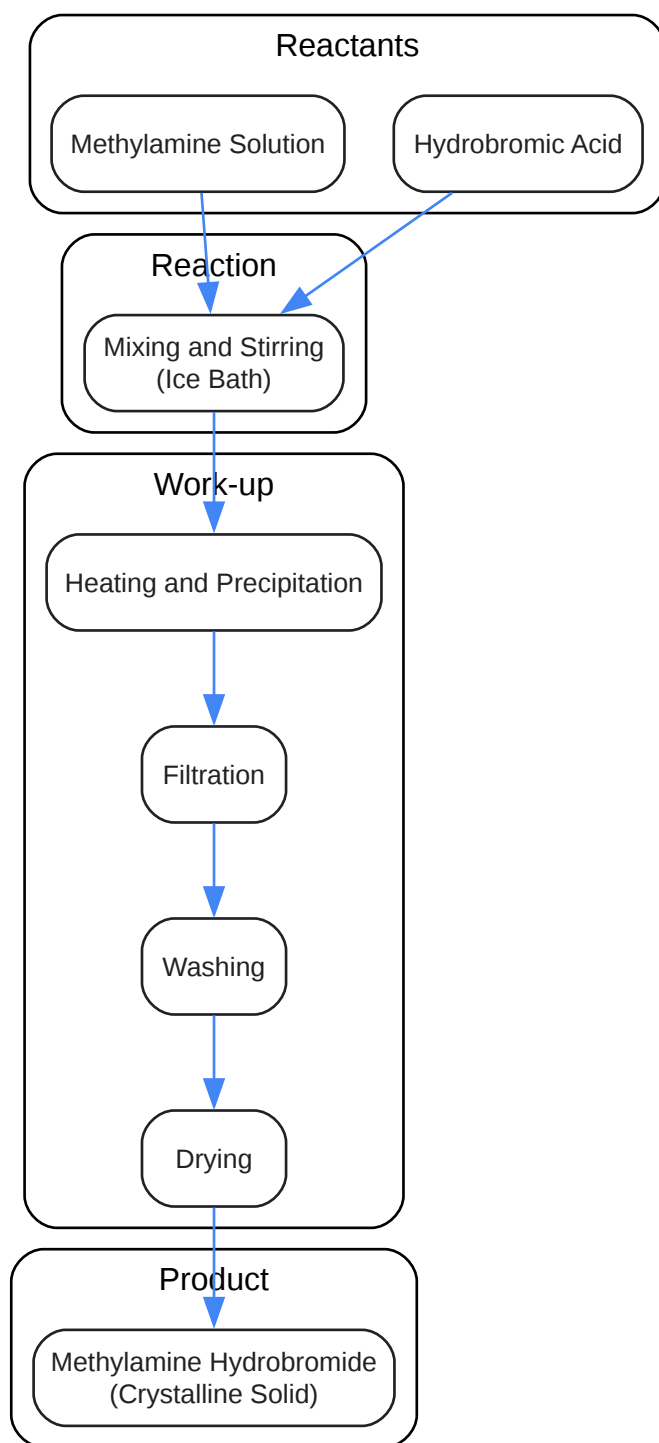 Reactants
Methylamine Solution
Hydrobromic Acid
Reaction
Mixing and Stirring
(Ice Bath)
Work-up
Heating and Precipitation
Filtration
Washing
Drying
Product
Methylamine Hydrobromide
(Crystalline Solid)